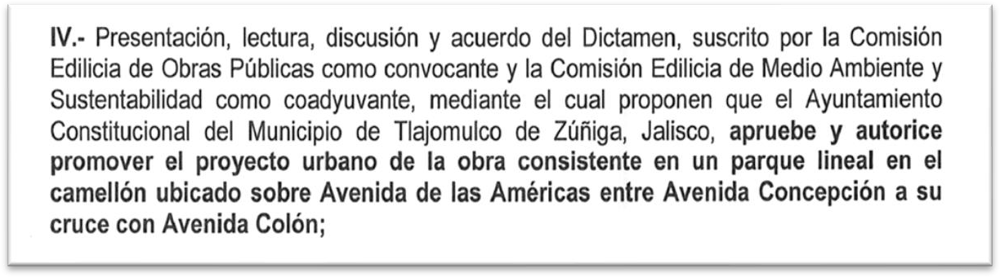 IV.- Presentación, lectura, discusión y acuerdo del Dictamen, suscrito por la Comisión
Edilicia de Obras Públicas como convocante y la Comisión Edilicia de Medio Ambiente y
Sustentabilidad como coadyuvante, mediante el cual proponen que el Ayuntamiento
Constitucional del Municipio de Tlajomulco de Zúñiga, Jalisco, apruebe y autorice
promover el proyecto urbano de la obra consistente en un parque lineal en el
camellón ubicado sobre Avenida de las Américas entre Avenida Concepción a su
cruce con Avenida Colón;